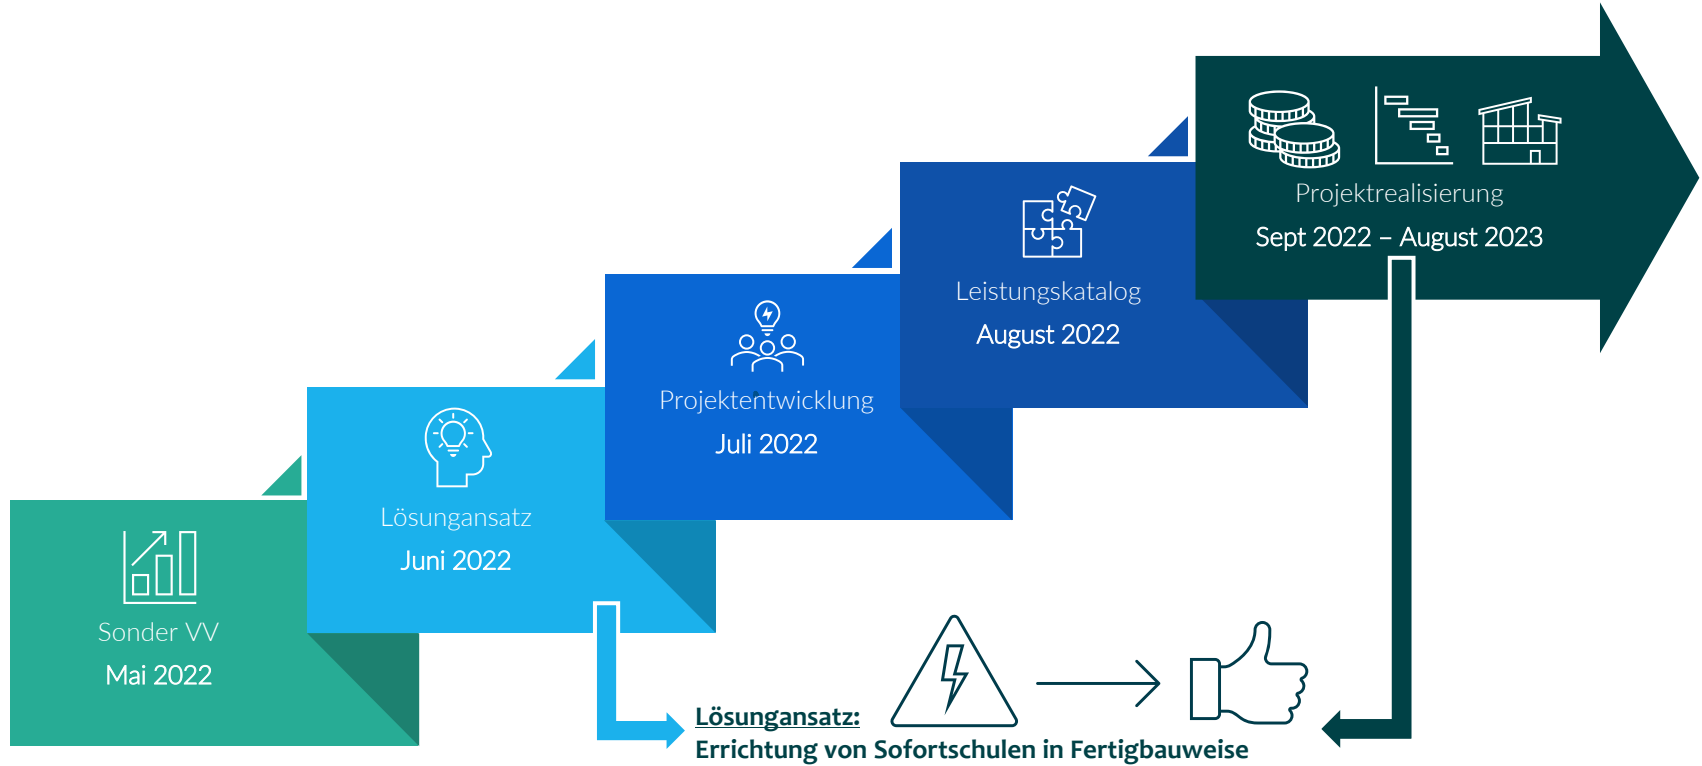 Sonder VV
Mai 2022
Lösungansatz
Juni 2022
Projektentwicklung
Juli 2022
Leistungskatalog
August 2022
Projektrealisierung
Sept 2022 – August 2023
Lösungansatz:
Errichtung von Sofortschulen in Fertigbauweise